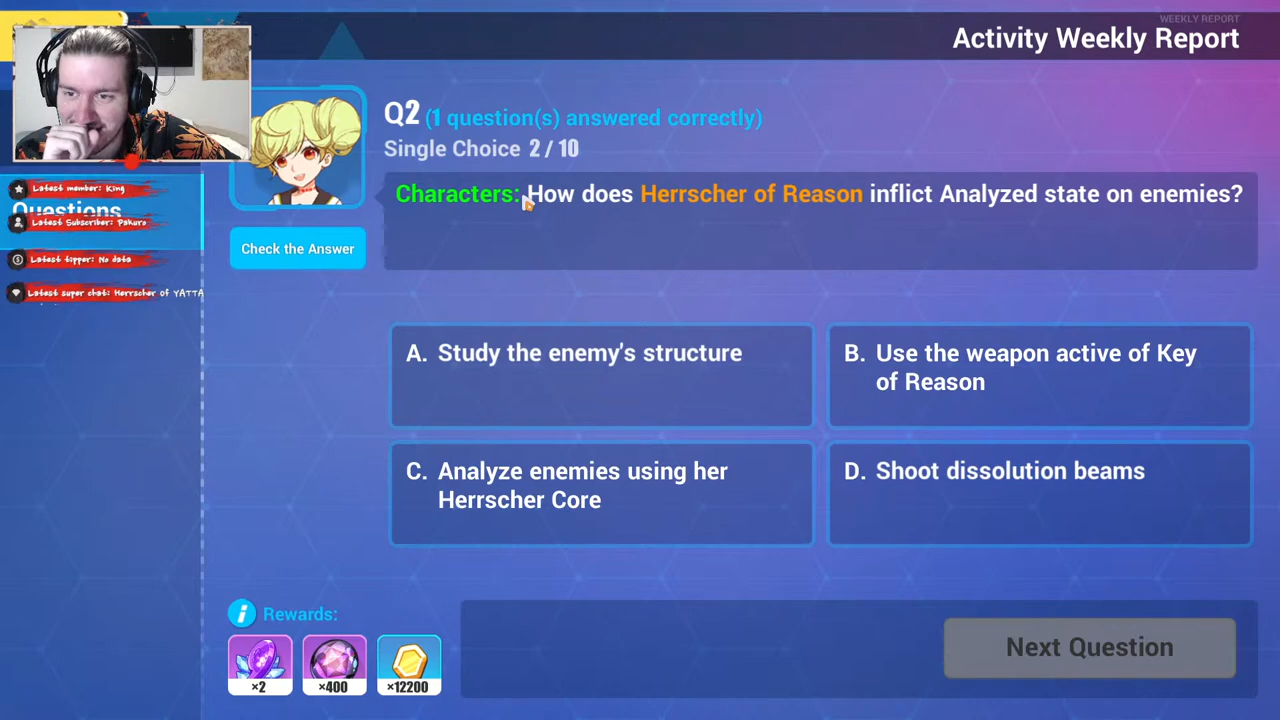 WEEKLY REPORT
Activity Weekly Report
Q2 (1 question(s) answered correctly)
Single Choice 2 / 10
Characters: How does Herrscher of Reason inflict Analyzed state on enemies?
Check the Answer
Latest member: King
Questions
Latest Subscriber: Pakuro
Latest tipper: No data
Latest super chat: Herrscher of YATTA
A. Study the enemy's structure
B. Use the weapon active of Key
of Reason
C. Analyze enemies using her
Herrscher Core
D. Shoot dissolution beams
i Rewards:
×2
×400
×12200
Next Question